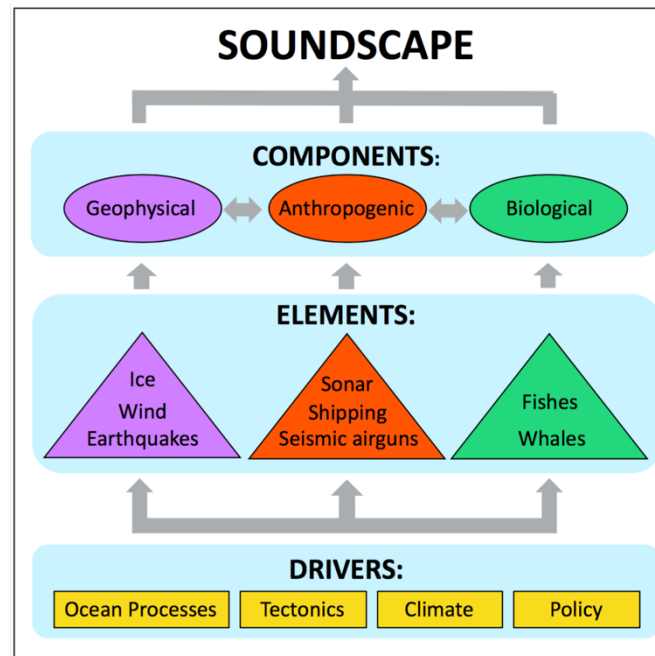 SOUNDSCAPE
COMPONENTS:
Geophysical
Anthropogenic
Biological
ELEMENTS:
Ice
Wind
Earthquakes
Sonar
Shipping
Seismic airguns
Fishes
Whales
DRIVERS:
Ocean Processes
Tectonics
Climate
Policy